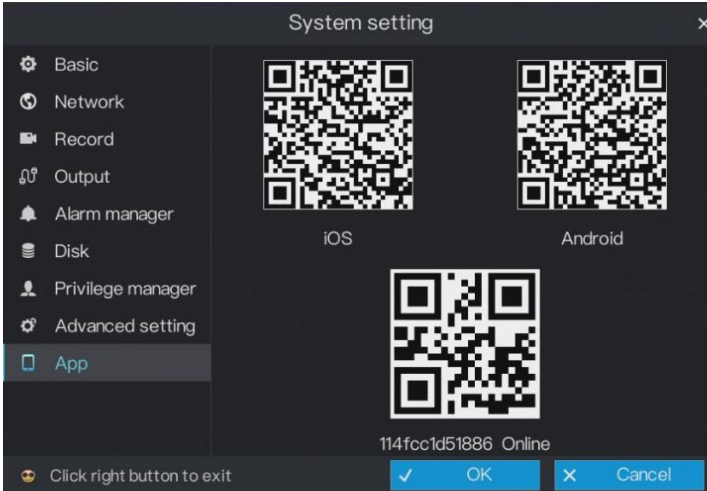 System setting
Basic
Network
Record
Output
Alarm manager
Disk
Privilege manager
Advanced setting
App
iOS
Android
114fcc1d51886 Online
Click right button to exit
OK
Cancel